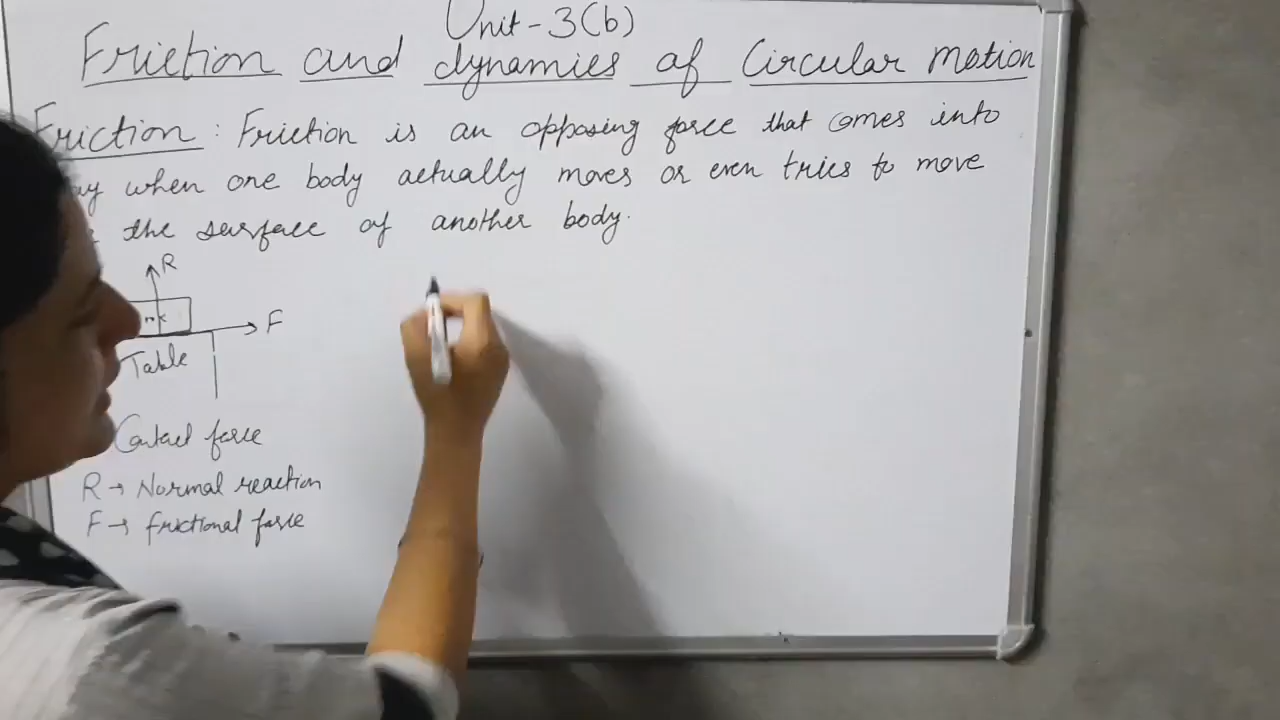 Unit-3(b)
Friction and dynamics of Circular motion
Friction : Friction is an opposing force that comes into
when one body actually moves or even tries to move
the surface of another body.
R
F
Table
Contact force
R → Normal reaction
F → frictional force